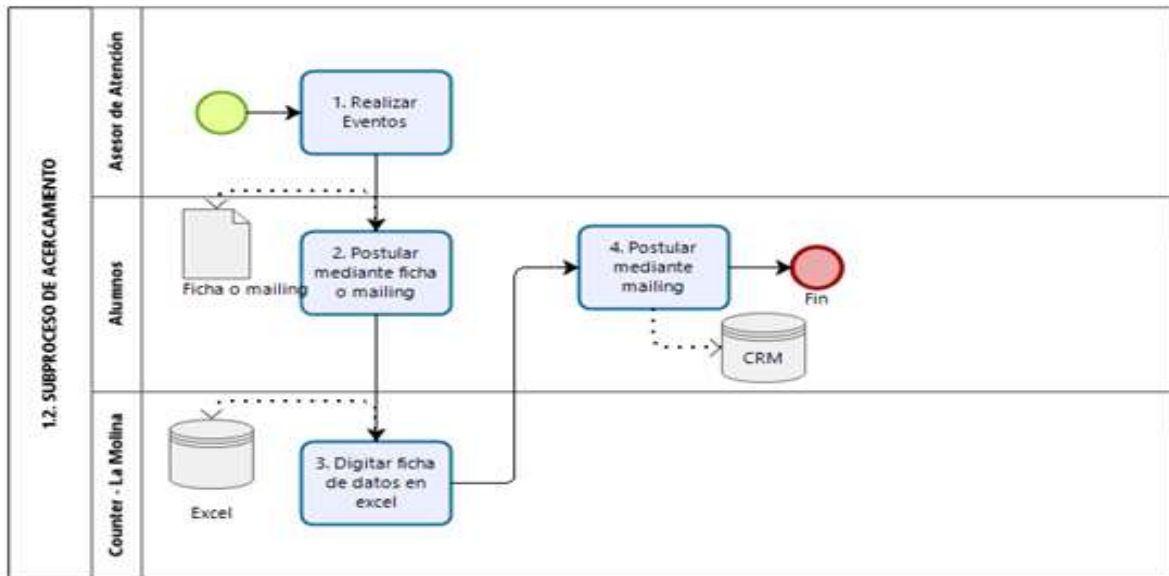 1.2. SUBPROCESO DE ACERCAMIENTO
Asesor de Atención
1. Realizar
Eventos
Alumnos
Ficha o mailing
2. Postular
mediante ficha
o mailing
4. Postular
mediante
mailing
Fin
CRM
Counter - La Molina
Excel
3. Digitar ficha
de datos en
excel